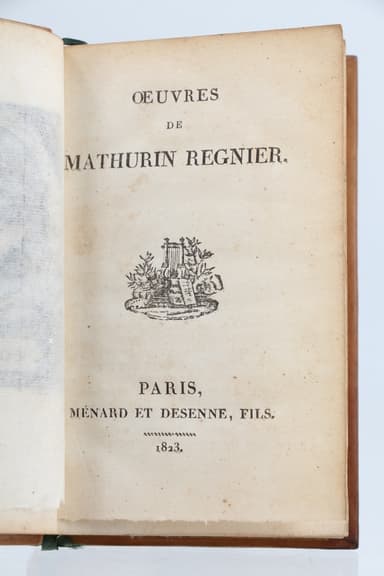 ŒUVRES
DE
MATHURIN REGNIER.
PARIS,
MÉNARD ET DESENNE, FILS.
1823.